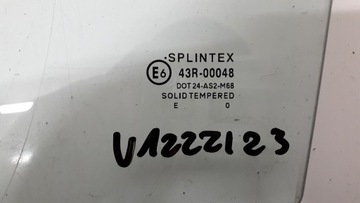 SPLINTEX
E6 43R-00048
DOT 24-AS2-M68
SOLID TEMPERED
E 0
V1222123